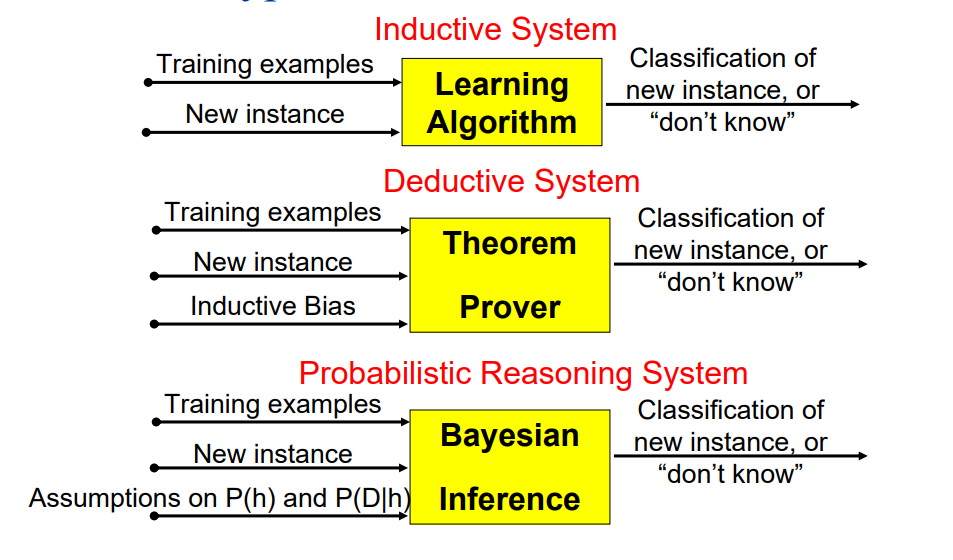 Inductive System
Training examples
New instance
Learning
Algorithm
Classification of
new instance, or
“don’t know”
Deductive System
Training examples
New instance
Inductive Bias
Theorem
Prover
Classification of
new instance, or
“don’t know”
Probabilistic Reasoning System
Training examples
New instance
Assumptions on P(h) and P(D|h)
Bayesian
Inference
Classification of
new instance, or
“don’t know”